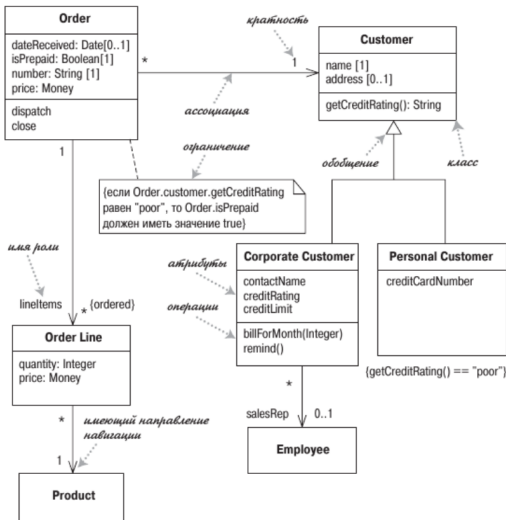 Order
dateReceived: Date[0..1]
isPrepaid: Boolean[1]
number: String [1]
price: Money
dispatch
close
*
1
кратность
ассоциация
Customer
name [1]
address [0..1]
getCreditRating(): String
класс
обобщение
ограничение
{если Order.customer.getCreditRating
равен "poor", то Order.isPrepaid
должен иметь значение true}
1
имя роли
lineItems
* {ordered}
Order Line
quantity: Integer
price: Money
*
имеющий направление
навигации
1
Product
атрибуты
операции
Corporate Customer
contactName
creditRating
creditLimit
billForMonth(Integer)
remind()
Personal Customer
creditCardNumber
{getCreditRating() == "poor"}
*
salesRep
0..1
Employee